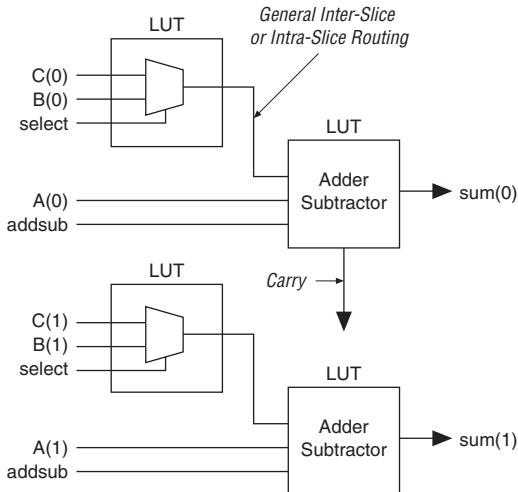 General Inter-Slice
or Intra-Slice Routing
LUT
C(0)
B(0)
select
LUT
Adder
Subtractor
sum(0)
A(0)
addsub
Carry
LUT
C(1)
B(1)
select
LUT
Adder
Subtractor
sum(1)
A(1)
addsub